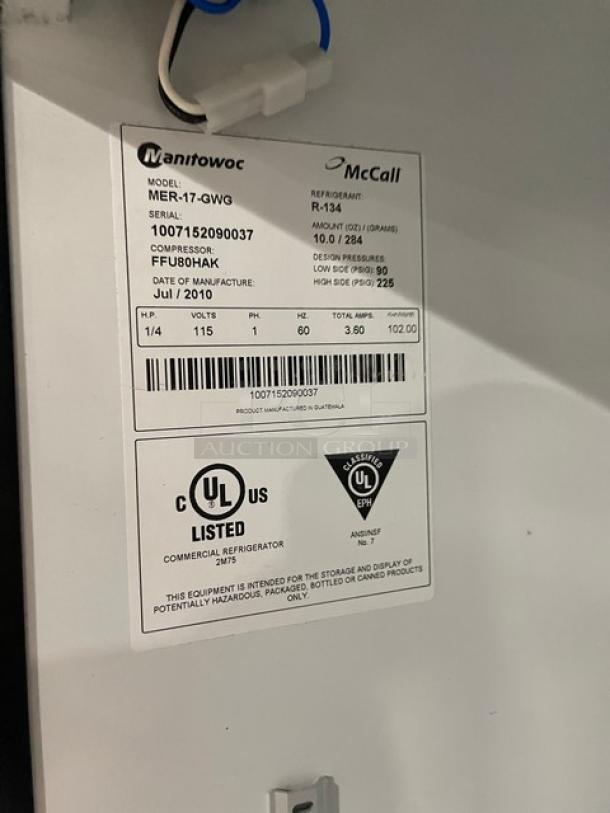 Manitowoc
McCall
MODEL:
MER-17-GWG
SERIAL:
1007152090037
COMPRESSOR:
FFU80HAK
DATE OF MANUFACTURE:
Jul / 2010
REFRIGERANT:
R-134
AMOUNT (OZ) / (GRAMS)
10.0 / 284
DESIGN PRESSURES:
LOW SIDE (PSIG): 90
HIGH SIDE (PSIG): 225
H.P. VOLTS PH. HZ. TOTAL AMPS.
1/4 115 1 60 3.60 102.00
1007152090037
PRODUCT MANUFACTURED IN GUATEMALA
AUCTION GROUP
C UL US
LISTED
COMMERCIAL REFRIGERATOR
2M75
CLASSIFIED
UL
EPH
ANSI/NSF
No. 7
THIS EQUIPMENT IS INTENDED FOR THE STORAGE AND DISPLAY OF
POTENTIALLY HAZARDOUS, PACKAGED, BOTTLED OR CANNED PRODUCTS
ONLY.